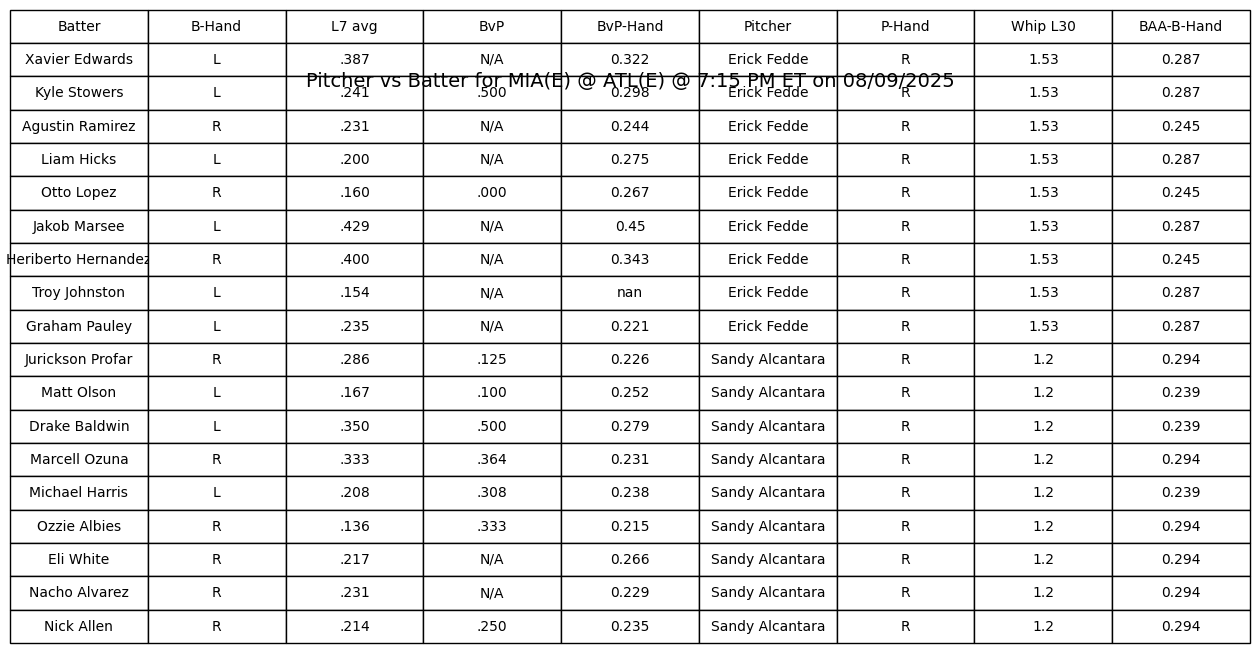 Batter B-Hand L7 avg BvP BvP-Hand Pitcher P-Hand Whip L30 BAA-B-Hand
Xavier Edwards L .387 N/A 0.322 Erick Fedde R 1.53 0.287
Pitcher vs Batter for MIA(E) @ ATL(E) @ 7:15 PM ET on 08/09/2025
Kyle Stowers L .241 .500 0.298 Erick Fedde R 1.53 0.287
Agustin Ramirez R .231 N/A 0.244 Erick Fedde R 1.53 0.245
Liam Hicks L .200 N/A 0.275 Erick Fedde R 1.53 0.287
Otto Lopez R .160 .000 0.267 Erick Fedde R 1.53 0.245
Jakob Marsee L .429 N/A 0.45 Erick Fedde R 1.53 0.287
Heriberto Hernandez R .400 N/A 0.343 Erick Fedde R 1.53 0.245
Troy Johnston L .154 N/A nan Erick Fedde R 1.53 0.287
Graham Pauley L .235 N/A 0.221 Erick Fedde R 1.53 0.287
Jurickson Profar R .286 .125 0.226 Sandy Alcantara R 1.2 0.294
Matt Olson L .167 .100 0.252 Sandy Alcantara R 1.2 0.239
Drake Baldwin L .350 .500 0.279 Sandy Alcantara R 1.2 0.239
Marcell Ozuna R .333 .364 0.231 Sandy Alcantara R 1.2 0.294
Michael Harris L .208 .308 0.238 Sandy Alcantara R 1.2 0.239
Ozzie Albies R .136 .333 0.215 Sandy Alcantara R 1.2 0.294
Eli White R .217 N/A 0.266 Sandy Alcantara R 1.2 0.294
Nacho Alvarez R .231 N/A 0.229 Sandy Alcantara R 1.2 0.294
Nick Allen R .214 .250 0.235 Sandy Alcantara R 1.2 0.294